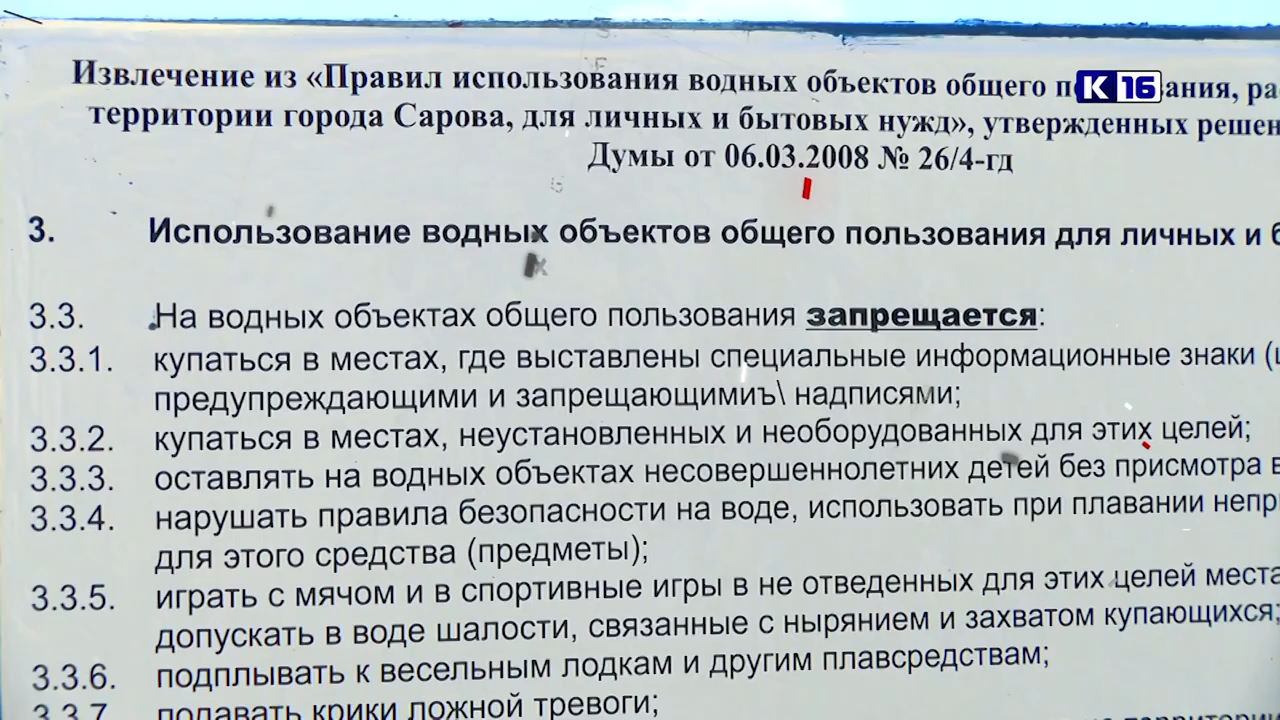 Извлечение из «Правил использования водных объектов общего
K 16
территории города Сарова, для личных и бытовых нужд», утвержденных
Думы от 06.03.2008 № 26/4-гд
3. Использование водных объектов общего пользования для личных и
3.3. На водных объектах общего пользования запрещается:
3.3.1. купаться в местах, где выставлены специальные информационные знаки
предупреждающими и запрещающимиъ\ надписями;
3.3.2. купаться в местах, неустановленных и необорудованных для этих целей;
3.3.3. оставлять на водных объектах несовершеннолетних детей без присмотра
3.3.4. нарушать правила безопасности на воде, использовать при плавании
для этого средства (предметы);
3.3.5. играть с мячом и в спортивные игры в не отведенных для этих целей
допускать в воде шалости, связанные с нырянием и захватом купающихся;
3.3.6. подплывать к весельным лодкам и другим плавсредствам;
3.3.7 подавать крики ложной тревоги;